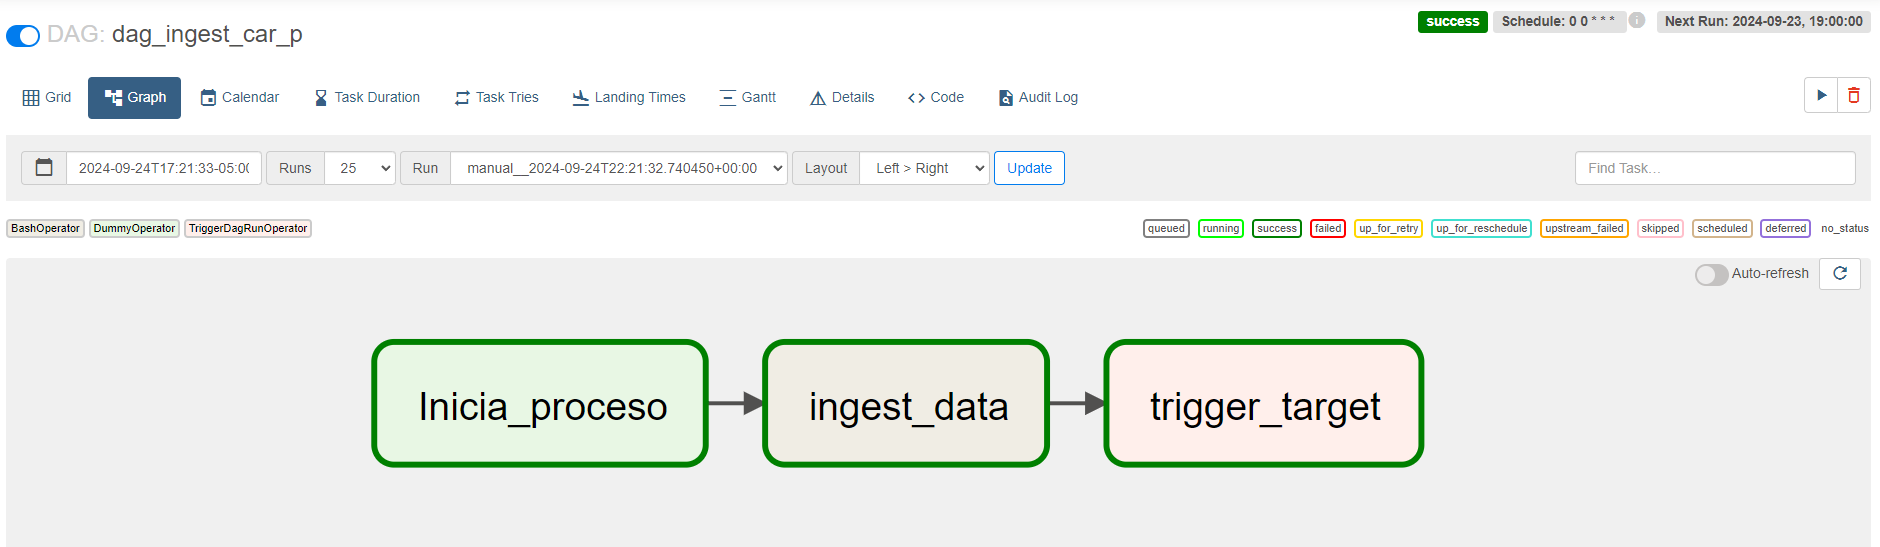 DAG: dag_ingest_car_p
success Schedule: 0 0 * * * i Next Run: 2024-09-23, 19:00:00
Grid Graph Calendar Task Duration Task Tries Landing Times Gantt Details Code Audit Log
2024-09-24T17:21:33-05:00 Runs 25 Run manual__2024-09-24T22:21:32.740450+00:00 Layout Left > Right Update Find Task...
BashOperator DummyOperator TriggerDagRunOperator
queued running success failed up_for_retry up_for_reschedule upstream_failed skipped scheduled deferred no_status
Auto-refresh
Inicia_proceso ingest_data trigger_target